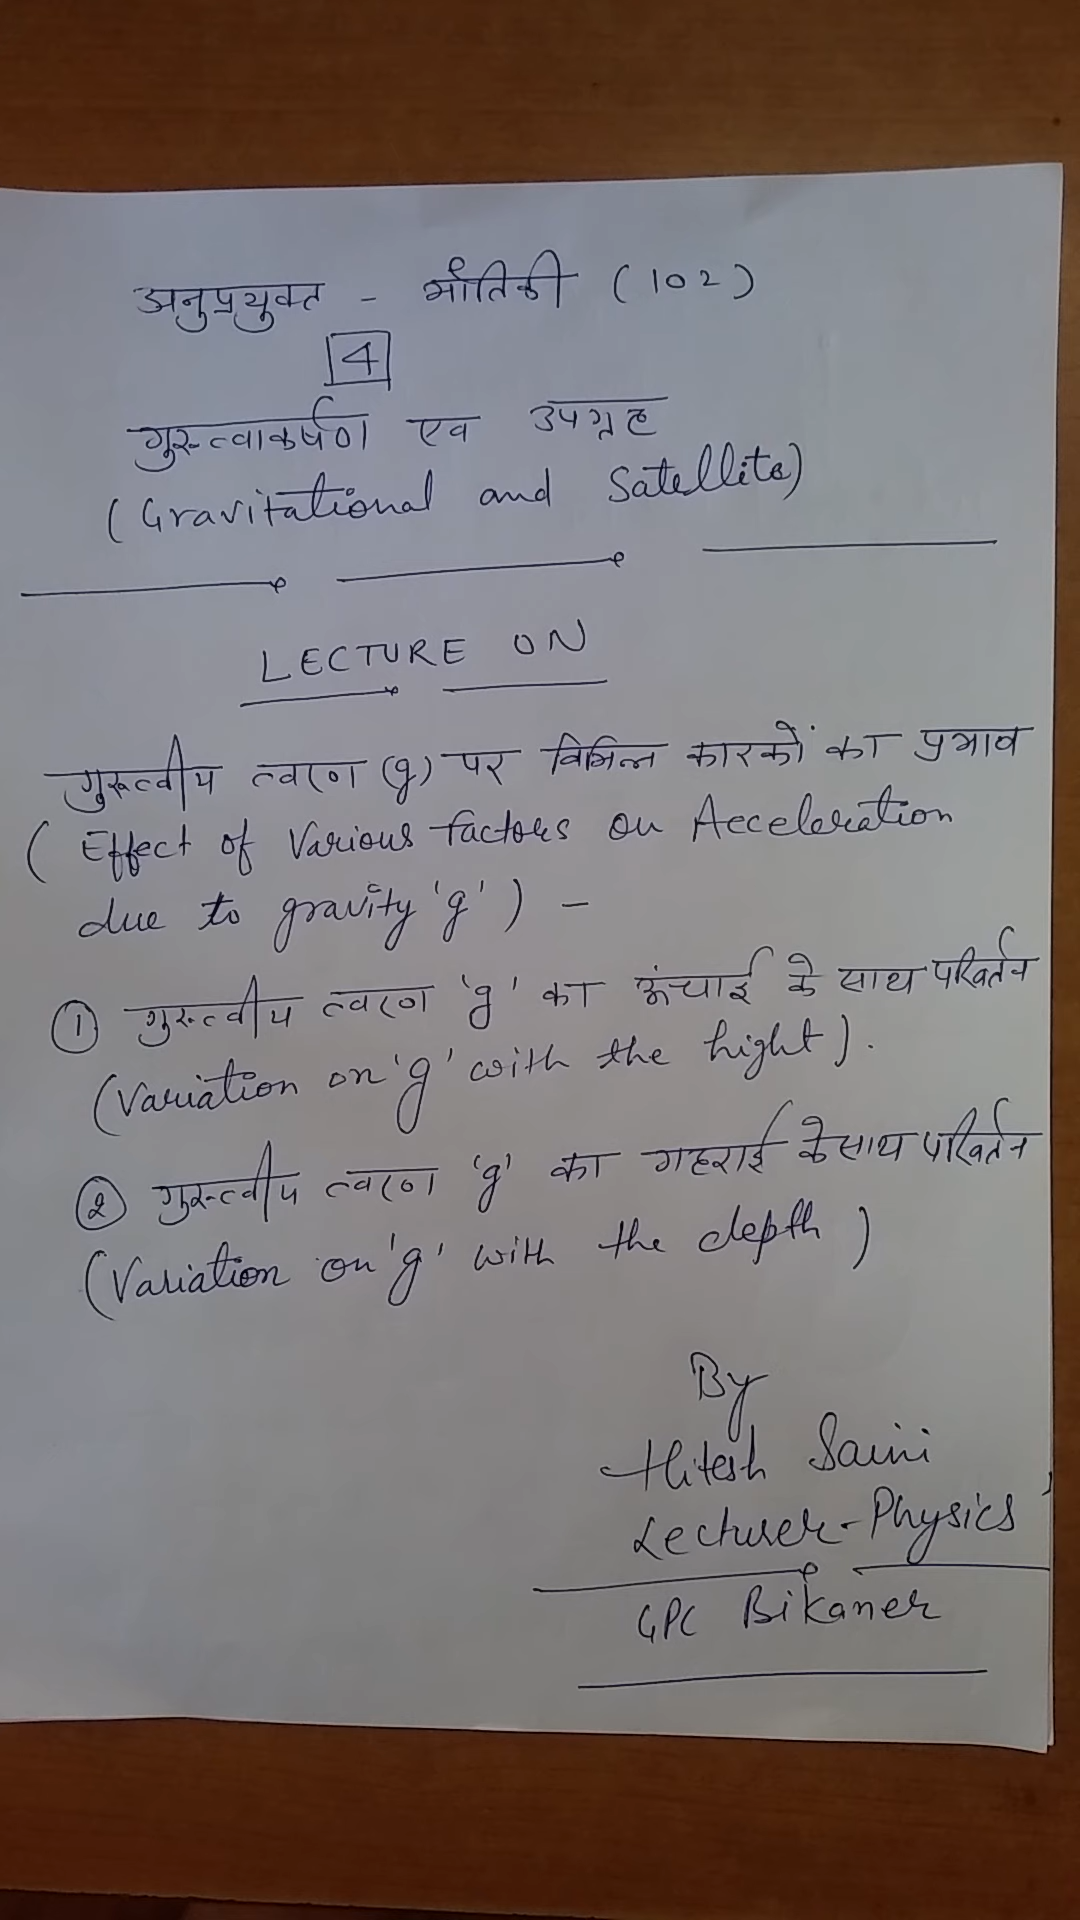 अनुप्रयुक्त - भौतिकी (102)
4
गुरुत्वाकर्षण एव उपग्रह
(Gravitational and Satellite)
LECTURE ON
गुरुत्वीय त्वरण (g) पर विभिन्न कारकों का प्रभाव
(Effect of Various factors on Acceleration
due to gravity 'g') -
① गुरुत्वीय त्वरण 'g' का ऊंचाई के साथ परिवर्तन
(Variation on 'g' with the hight).
② गुरुत्वीय त्वरण 'g' का गहराई के साथ परिवर्तन
(Variation on 'g' with the depth)
By
Hitesh Saini
Lecturer-Physics
GPC Bikaner